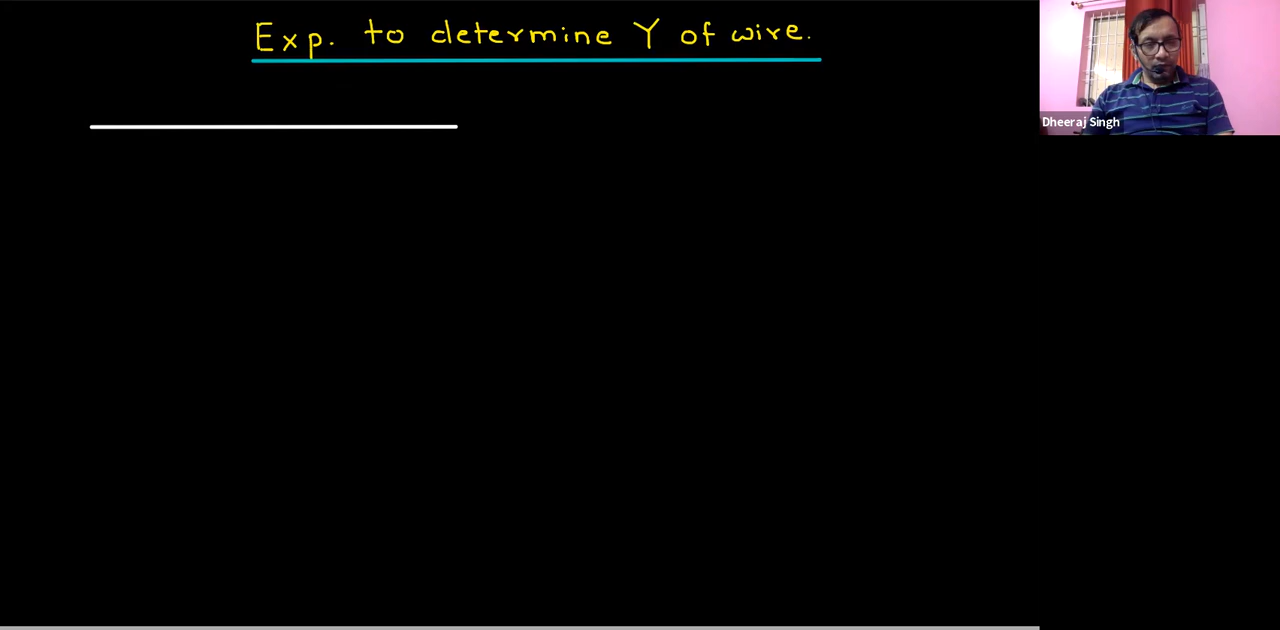 Exp. to determine Y of wire.
Dheeraj Singh